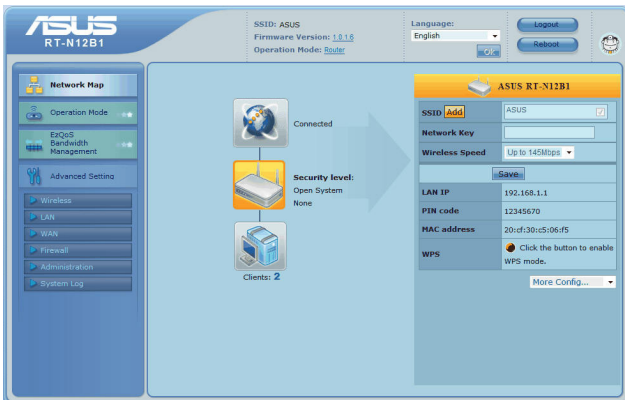 ASUS
RT-N12B1
SSID: ASUS
Firmware Version: 1.0.1.6
Operation Mode: Router
Language:
English
Ok
Logout
Reboot
Network Map
Operation Mode
EzQoS
Bandwidth
Management
Advanced Setting
Wireless
LAN
WAN
Firewall
Administration
System Log
Connected
Security level:
Open System
None
Clients: 2
ASUS RT-N12B1
SSID Add ASUS
Network Key
Wireless Speed Up to 145Mbps
Save
LAN IP 192.168.1.1
PIN code 12345670
MAC address 20:cf:30:c5:06:f5
WPS Click the button to enable
WPS mode.
More Config...